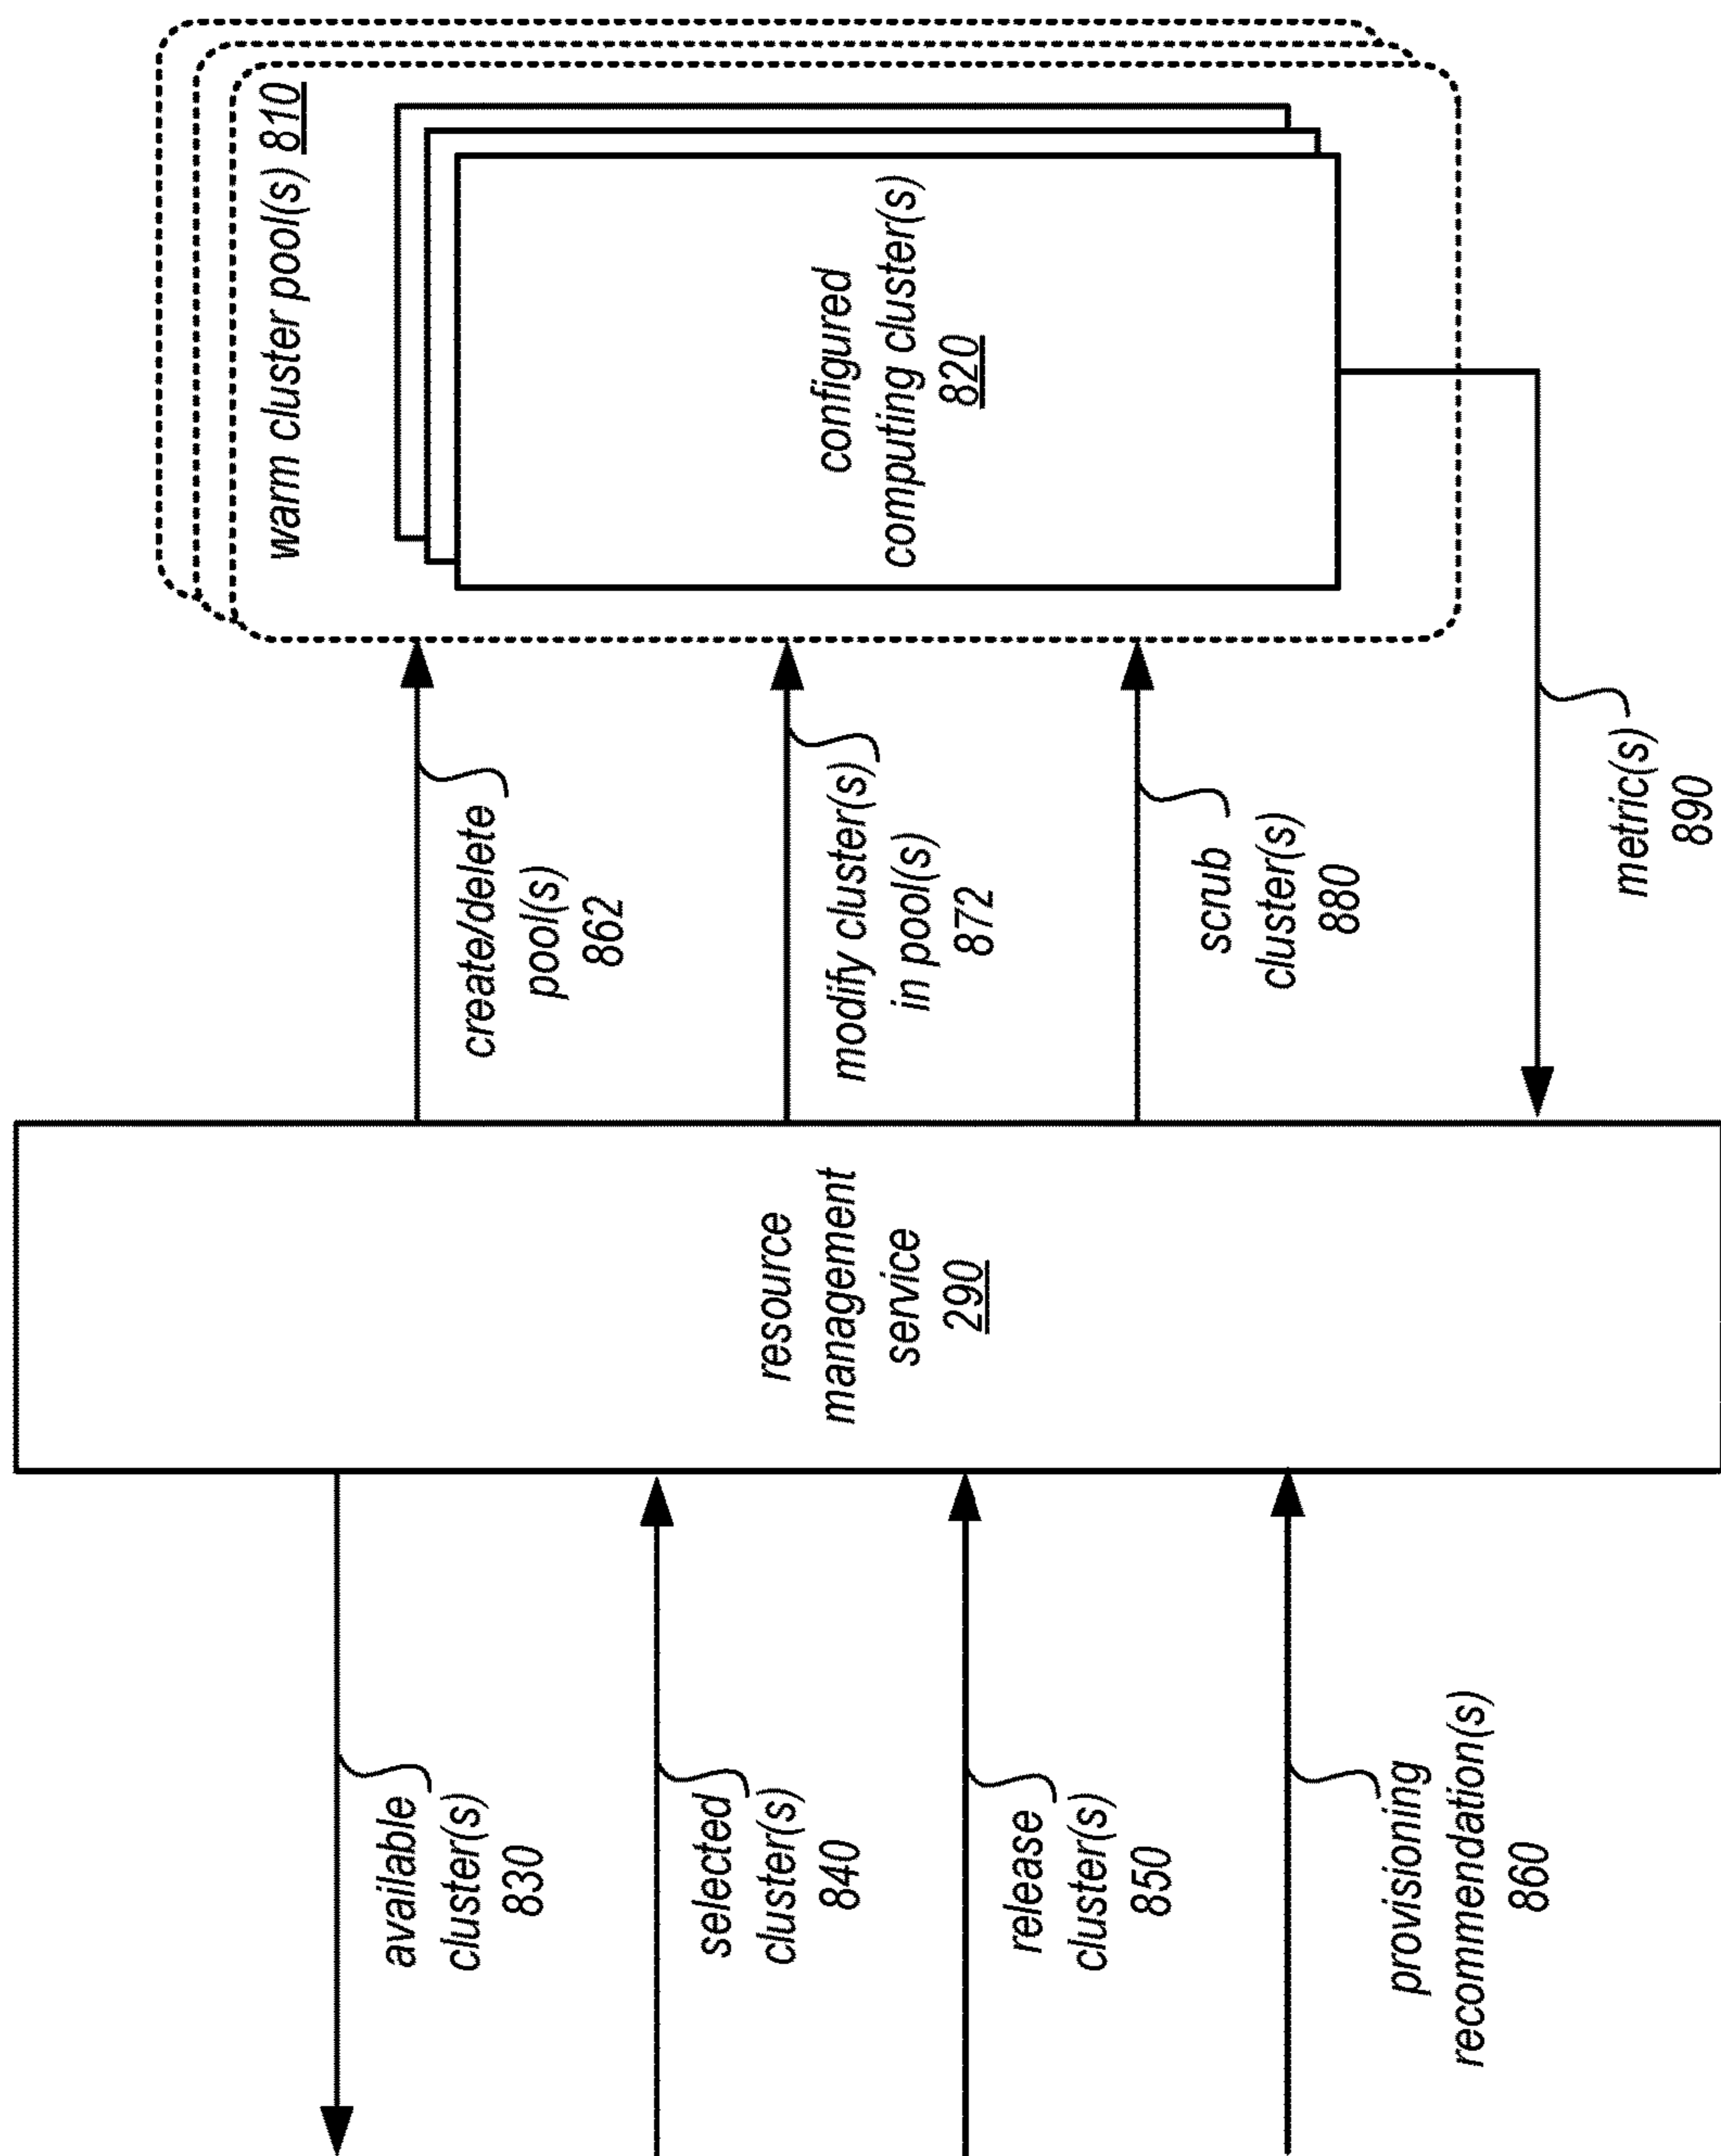 available
cluster(s)
830
selected
cluster(s)
840
release
cluster(s)
850
provisioning
recommendation(s)
860
resource
management
service
290
create/delete
pool(s)
862
modify cluster(s)
in pool(s)
872
scrub
cluster(s)
880
metric(s)
890
warm cluster pool(s) 810
configured
computing cluster(s)
820